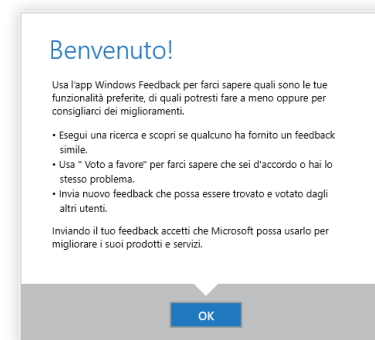 Benvenuto!
Usa l'app Windows Feedback per farci sapere quali sono le tue
funzionalità preferite, di quali potresti fare a meno oppure per
consigliarci dei miglioramenti.
• Esegui una ricerca e scopri se qualcuno ha fornito un feedback
simile.
• Usa " Voto a favore" per farci sapere che sei d'accordo o hai lo
stesso problema.
• Invia nuovo feedback che possa essere trovato e votato dagli
altri utenti.
Inviando il tuo feedback accetti che Microsoft possa usarlo per
migliorare i suoi prodotti e servizi.
OK